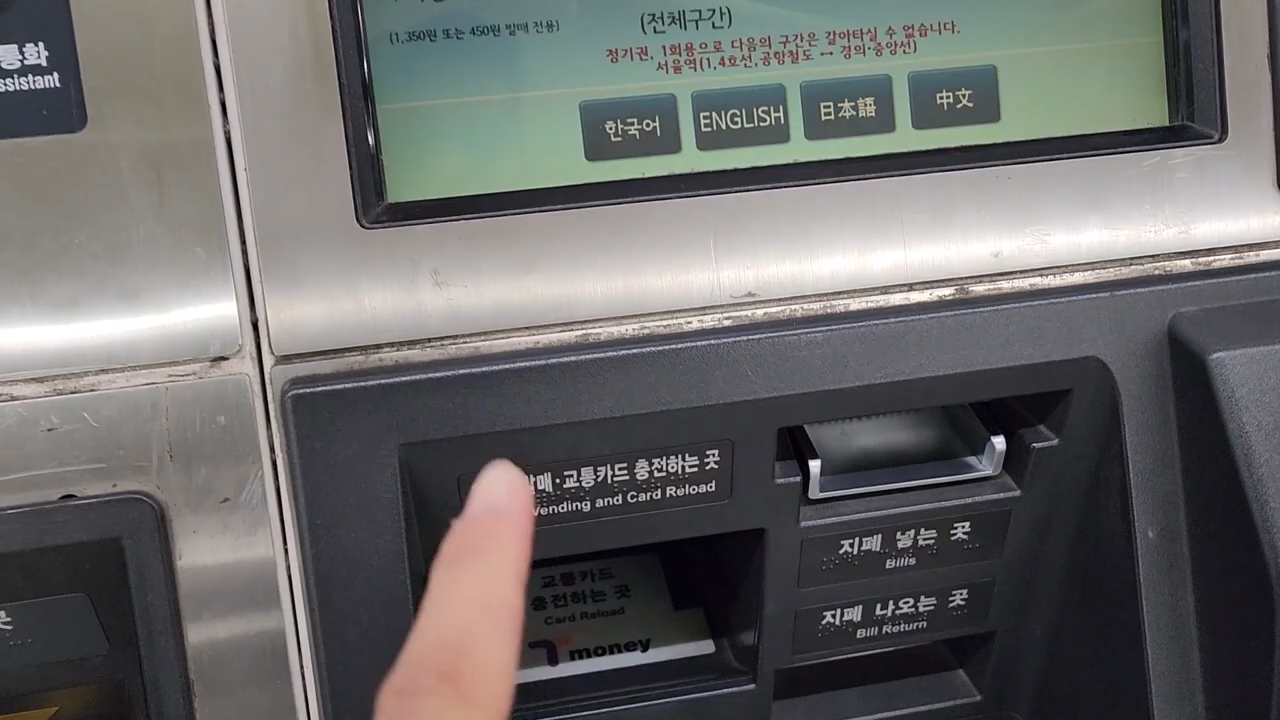 통화
ssistant
(1,350원 또는 450원 발매 전용)
(전체구간)
정기권, 1회용으로 다음의 구간은 갈아타실 수 없습니다.
서울역(1,4호선,공항철도 ↔ 경의·중앙선)
한국어
ENGLISH
日本語
中文
발매·교통카드 충전하는 곳
Vending and Card Reload
교통카드
충전하는 곳
Card Reload
T money
지폐 넣는 곳
Bills
지폐 나오는 곳
Bill Return
곳